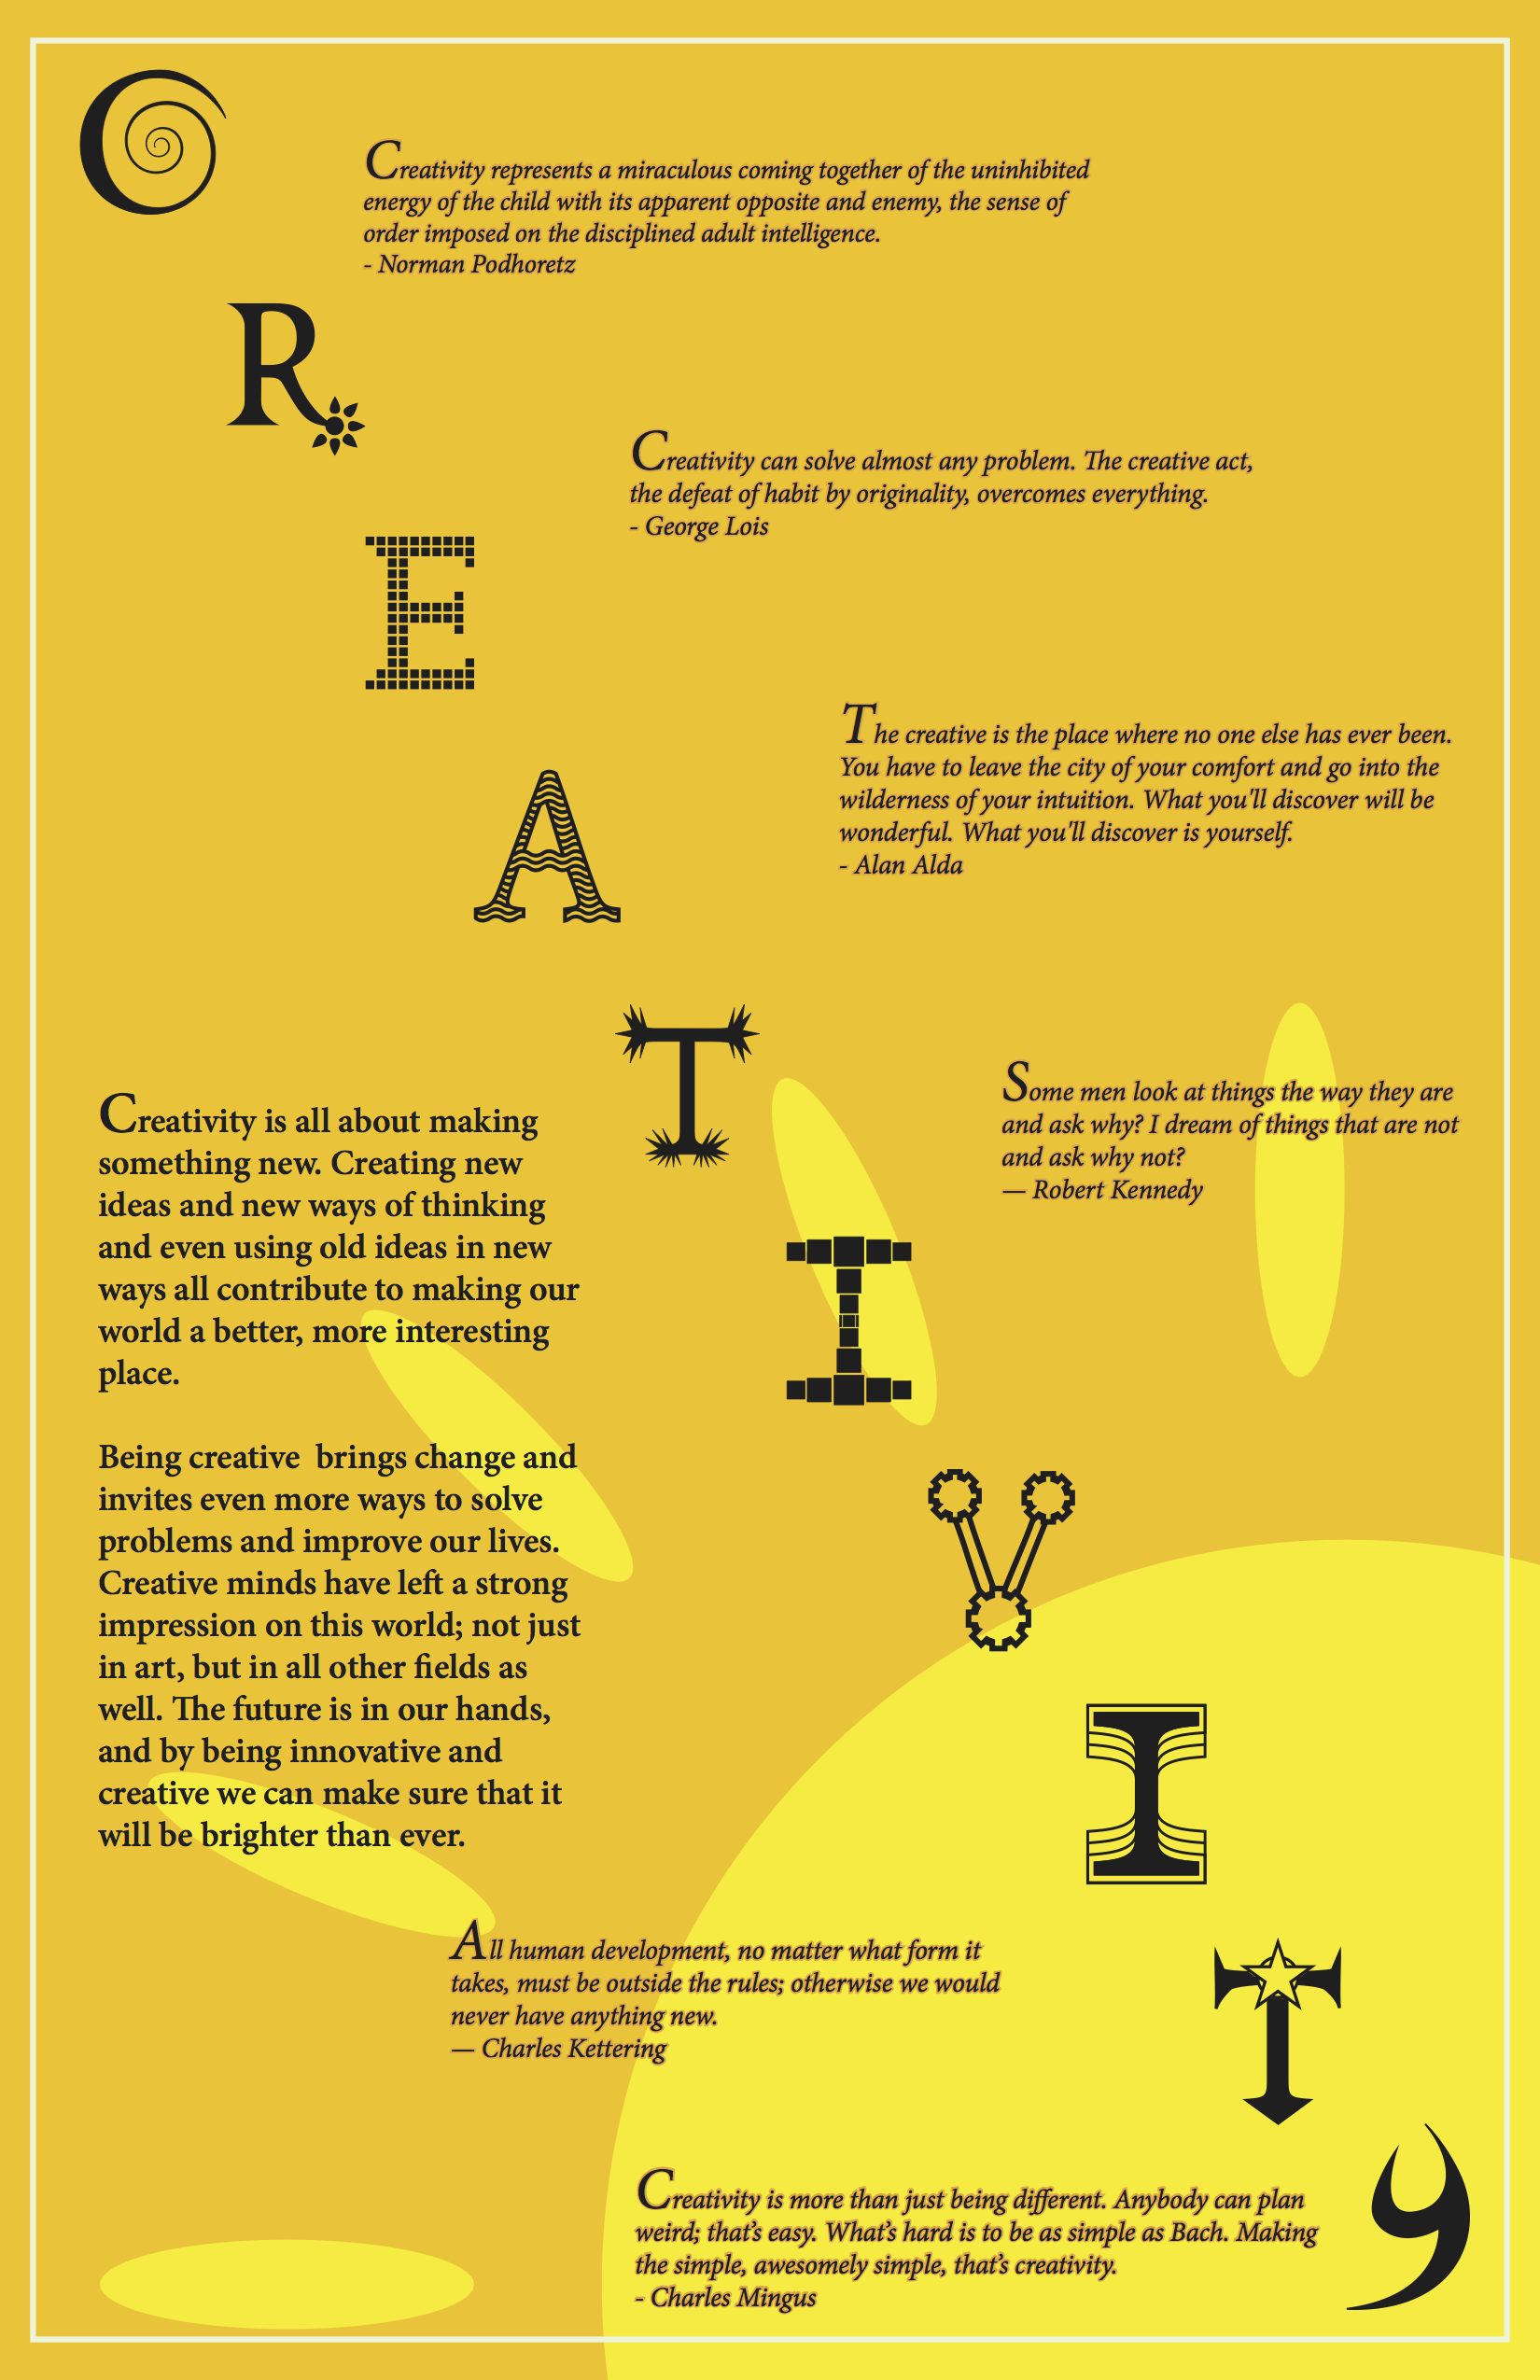 C
Creativity represents a miraculous coming together of the uninhibited
energy of the child with its apparent opposite and enemy, the sense of
order imposed on the disciplined adult intelligence.
- Norman Podhoretz
R
Creativity can solve almost any problem. The creative act,
the defeat of habit by originality, overcomes everything.
- George Lois
E
The creative is the place where no one else has ever been.
You have to leave the city of your comfort and go into the
wilderness of your intuition. What you'll discover will be
wonderful. What you'll discover is yourself.
- Alan Alda
A
T
Some men look at things the way they are
and ask why? I dream of things that are not
and ask why not?
— Robert Kennedy
Creativity is all about making
something new. Creating new
ideas and new ways of thinking
and even using old ideas in new
ways all contribute to making our
world a better, more interesting
place.
Being creative  brings change and
invites even more ways to solve
problems and improve our lives.
Creative minds have left a strong
impression on this world; not just
in art, but in all other fields as
well. The future is in our hands,
and by being innovative and
creative we can make sure that it
will be brighter than ever.
I
V
I
T
All human development, no matter what form it
takes, must be outside the rules; otherwise we would
never have anything new.
— Charles Kettering
Y
Creativity is more than just being different. Anybody can plan
weird; that’s easy. What’s hard is to be as simple as Bach. Making
the simple, awesomely simple, that’s creativity.
- Charles Mingus